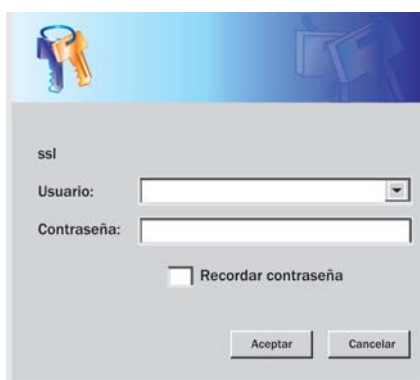 ssl
Usuario:
Contraseña:
Recordar contraseña
Aceptar Cancelar